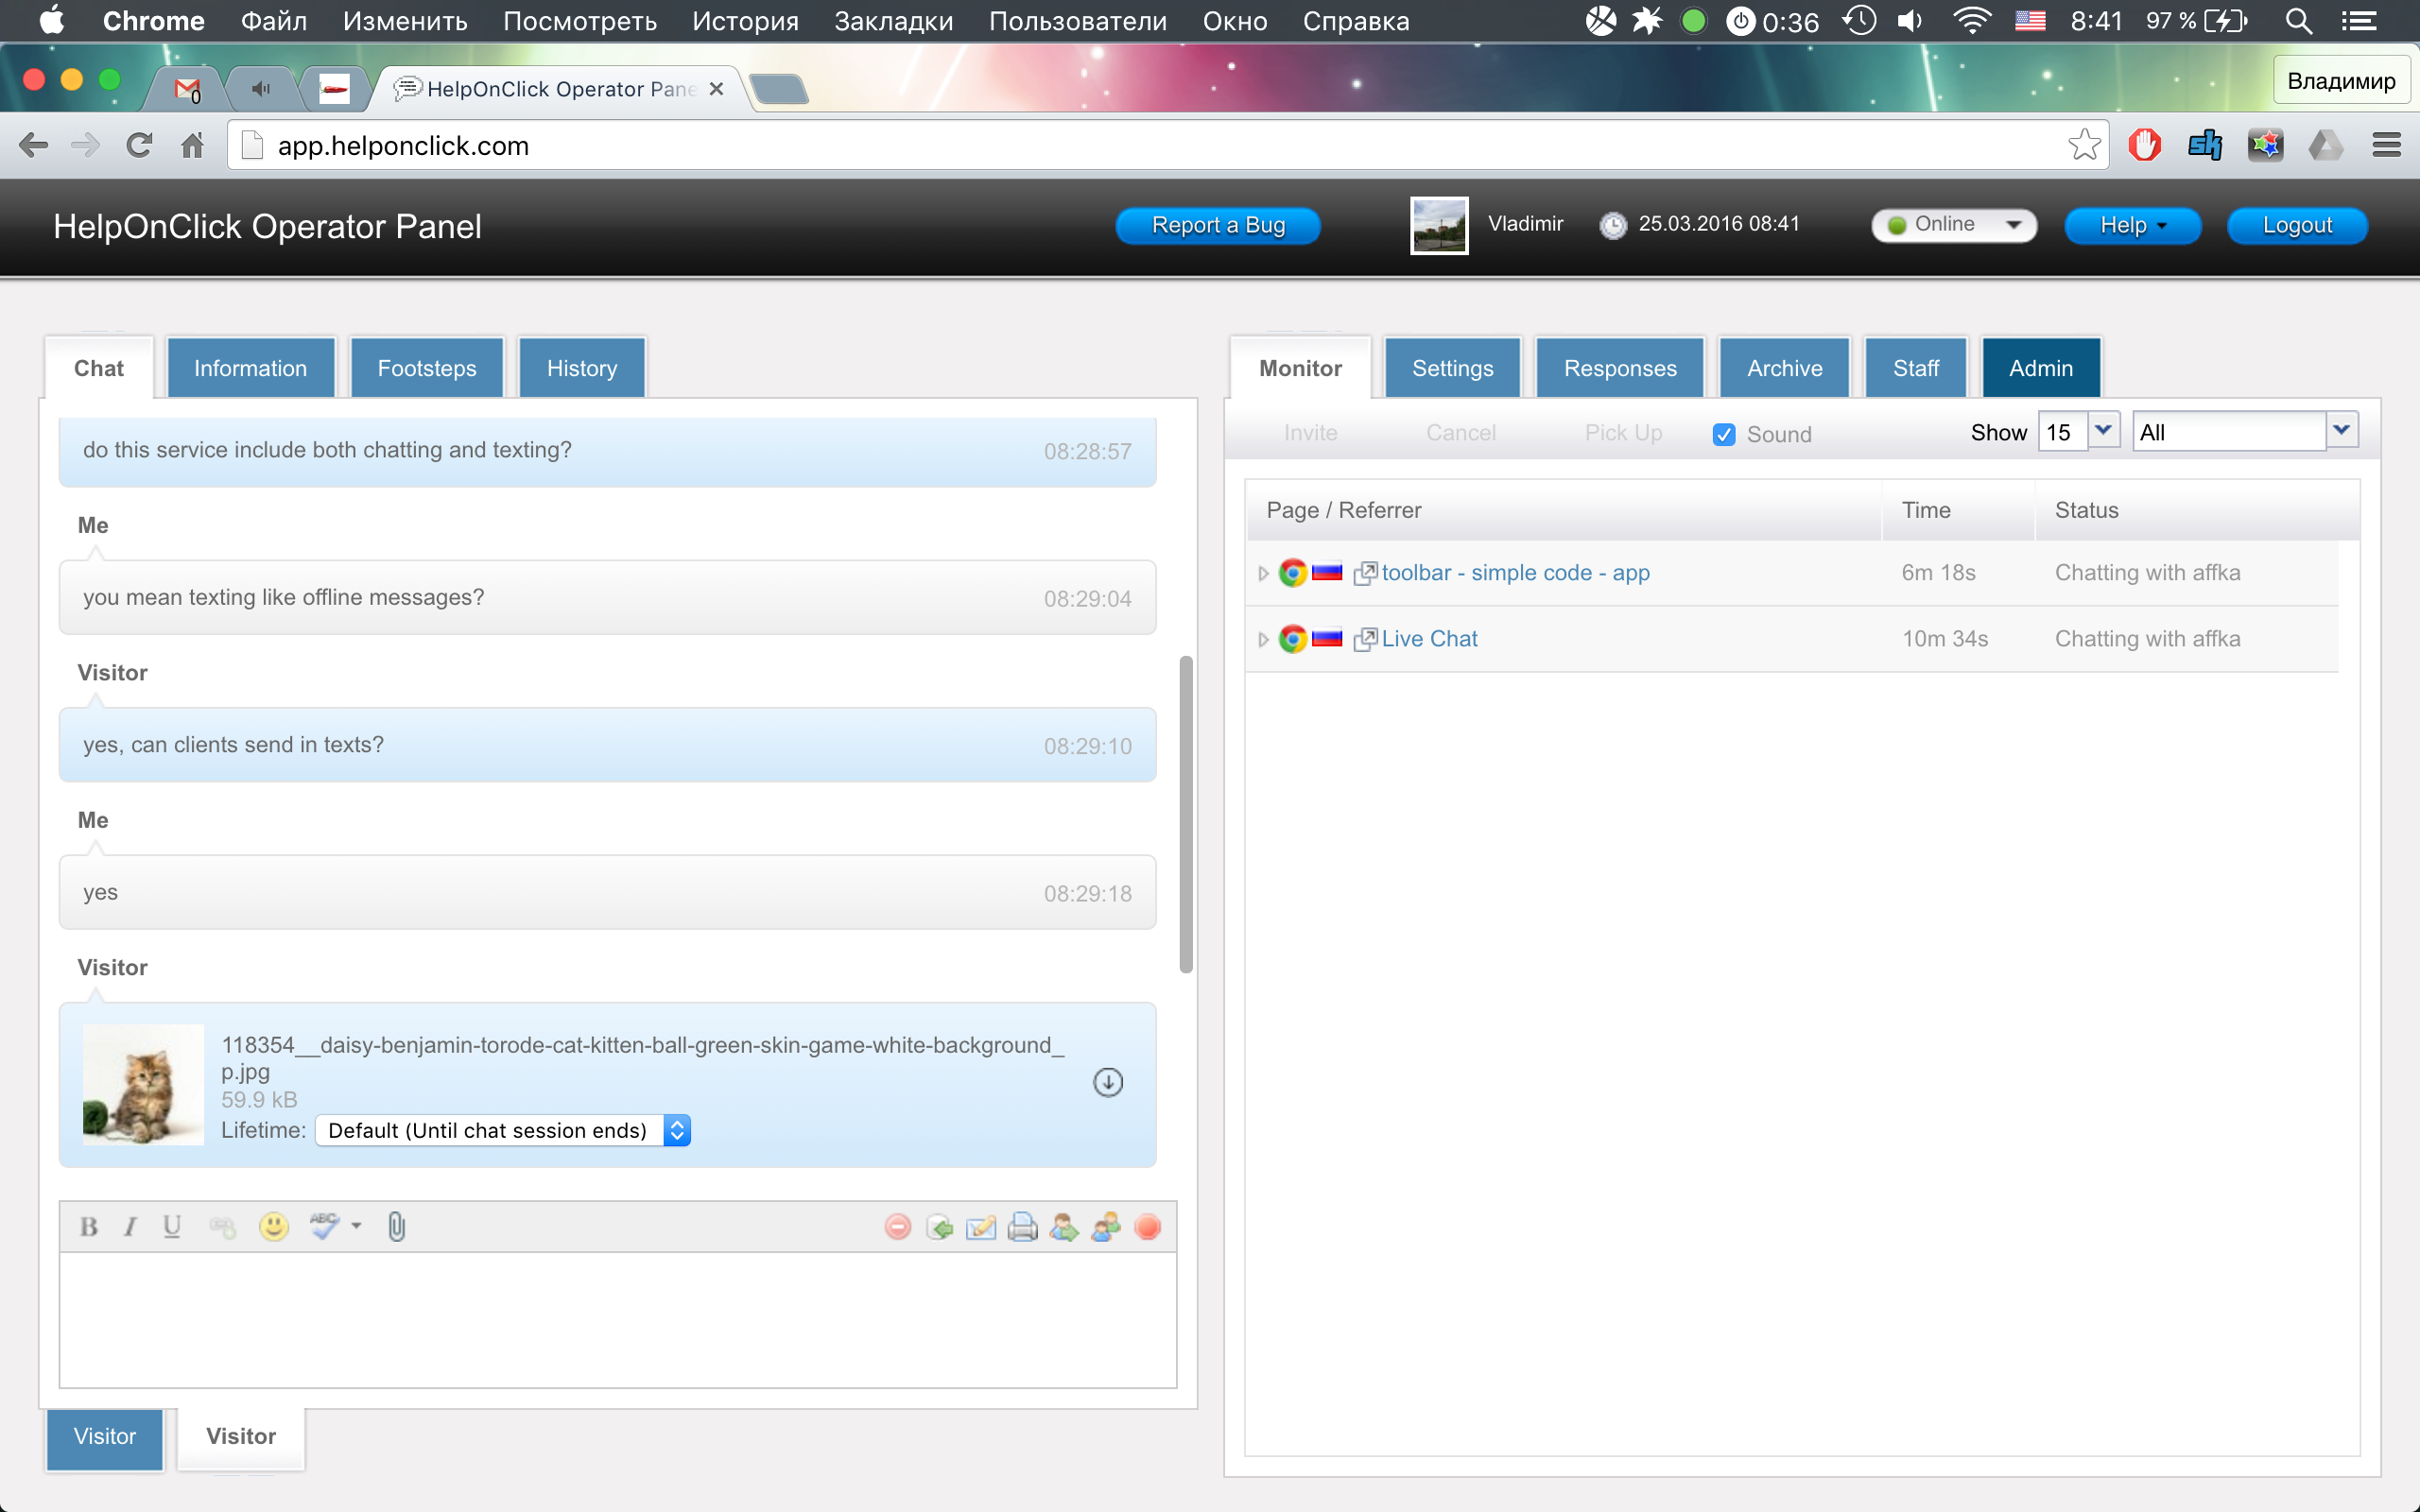 Chrome Файл Изменить Посмотреть История Закладки Пользователи Окно Справка 0:36 8:41 97 %
0 HelpOnClick Operator Pane Владимир
app.helponclick.com
HelpOnClick Operator Panel Report a Bug Vladimir 25.03.2016 08:41 Online Help Logout
Chat Information Footsteps History
do this service include both chatting and texting? 08:28:57
Me
you mean texting like offline messages? 08:29:04
Visitor
yes, can clients send in texts? 08:29:10
Me
yes 08:29:18
Visitor
118354__daisy-benjamin-torode-cat-kitten-ball-green-skin-game-white-background_
p.jpg
59.9 kB
Lifetime: Default (Until chat session ends)
B I U ABC
Visitor Visitor
Monitor Settings Responses Archive Staff Admin
Invite Cancel Pick Up Sound Show 15 All
Page / Referrer Time Status
toolbar - simple code - app 6m 18s Chatting with affka
Live Chat 10m 34s Chatting with affka